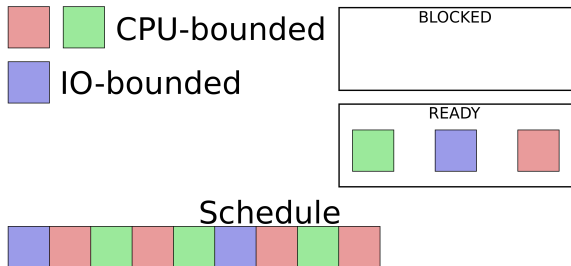 CPU-bounded
IO-bounded
BLOCKED
READY
Schedule